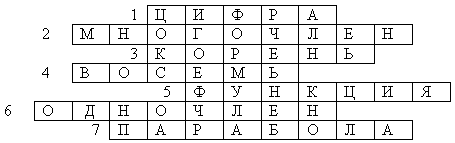 1 ЦИФРА
2 МНОГОЧЛЕН
3 КОРЕНЬ
4 ВОСЕМЬ
5 ФУНКЦИЯ
6 ОДНОЧЛЕН
7 ПАРАБОЛА